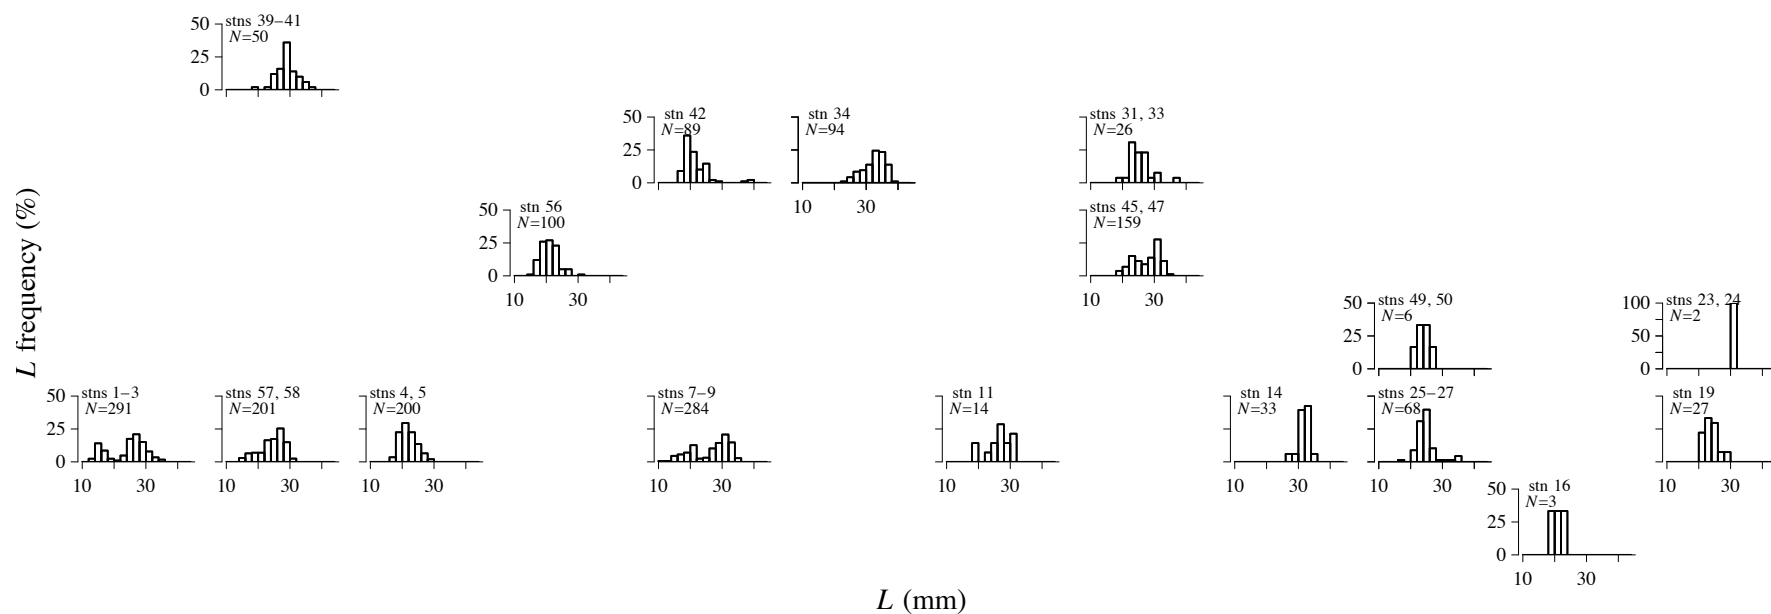 50 stns 39–41
N=50
25
0
50 stn 42 stn 34 50 stns 31, 33
N=89 N=94 N=26
25 25
0 0
10 30
50 stn 56 stns 45, 47
N=100 N=159
25
0
10 30 10 30
50 stns 49, 50 100 stns 23, 24
N=6 N=2
25 50
0 0
L frequency (%)
50 stns 1–3 stns 57, 58 stns 4, 5 stns 7–9 stn 11 stn 14 stns 25–27 stn 19
N=291 N=201 N=200 N=284 N=14 N=33 N=68 N=27
25
0
10 30 10 30 10 30 10 30 10 30 10 30 10 30 10 30
50 stn 16
N=3
25
0
10 30
L (mm)